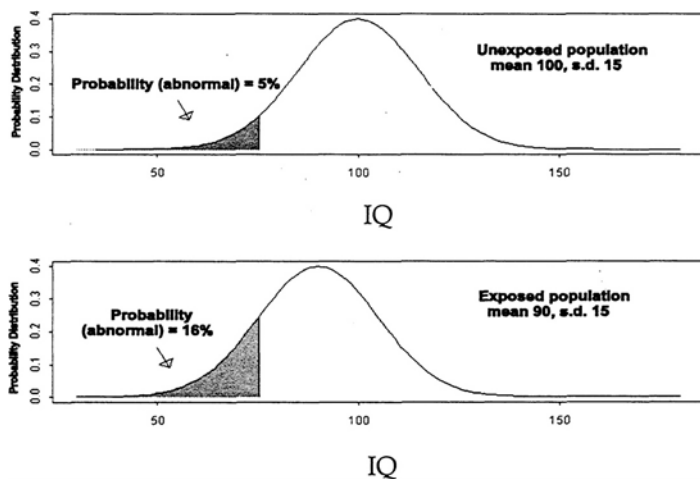 Probability Distribution
0.4
0.3
0.2
0.1
0.0
Probability (abnormal) = 5%
Unexposed population
mean 100, s.d. 15
50
100
150
IQ
Probability Distribution
0.4
0.3
0.2
0.1
0.0
Probability
(abnormal) = 16%
Exposed population
mean 90, s.d. 15
50
100
150
IQ